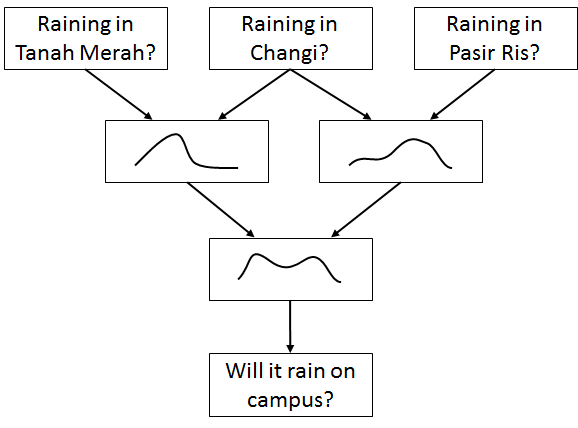 Raining in
Tanah Merah?
Raining in
Changi?
Raining in
Pasir Ris?
Will it rain on
campus?